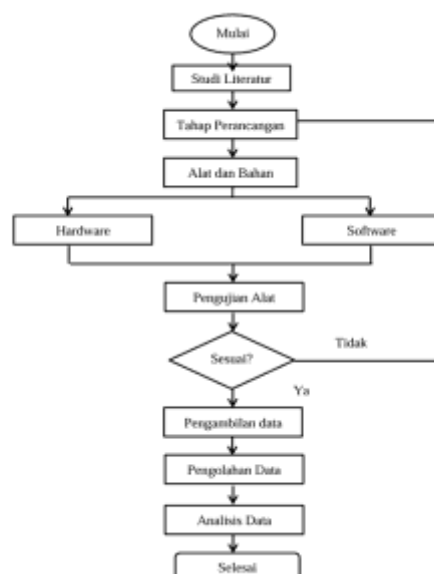 Mulai
Studi Literatur
Tahap Perancangan
Alat dan Bahan
Hardware
Software
Pengujian Alat
Sesuai?
Tidak
Ya
Pengambilan data
Pengolahan Data
Analisis Data
Selesai